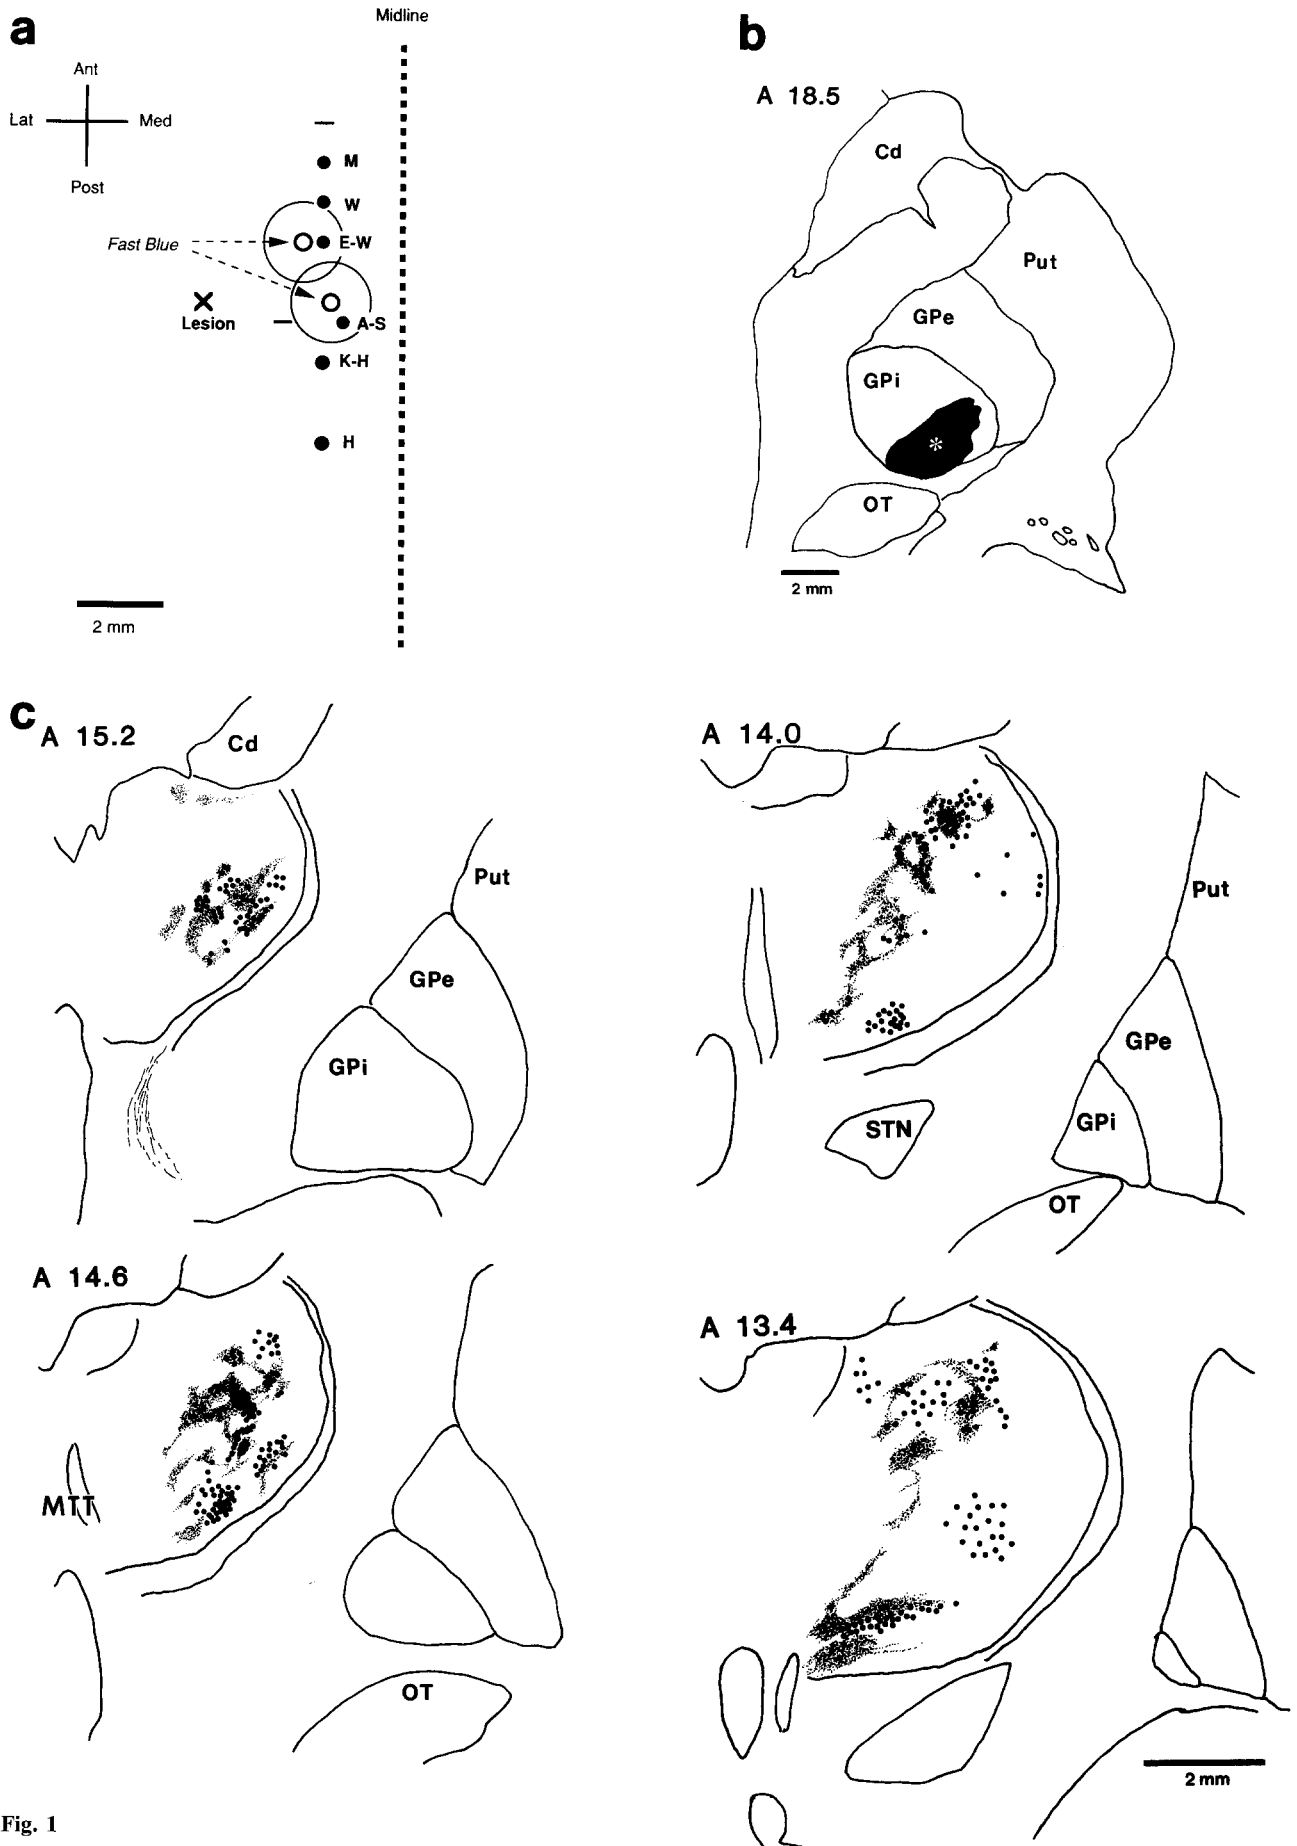 a
Midline
Ant
Lat
Med
Post
—
M
W
E-W
Fast Blue
Lesion
—
A-S
K-H
H
2 mm
b
A 18.5
Cd
Put
GPe
GPi
*
OT
2 mm
c
A 15.2
Cd
Put
GPe
GPi
A 14.0
Put
GPe
GPi
STN
OT
A 14.6
MTT
OT
A 13.4
2 mm
Fig. 1